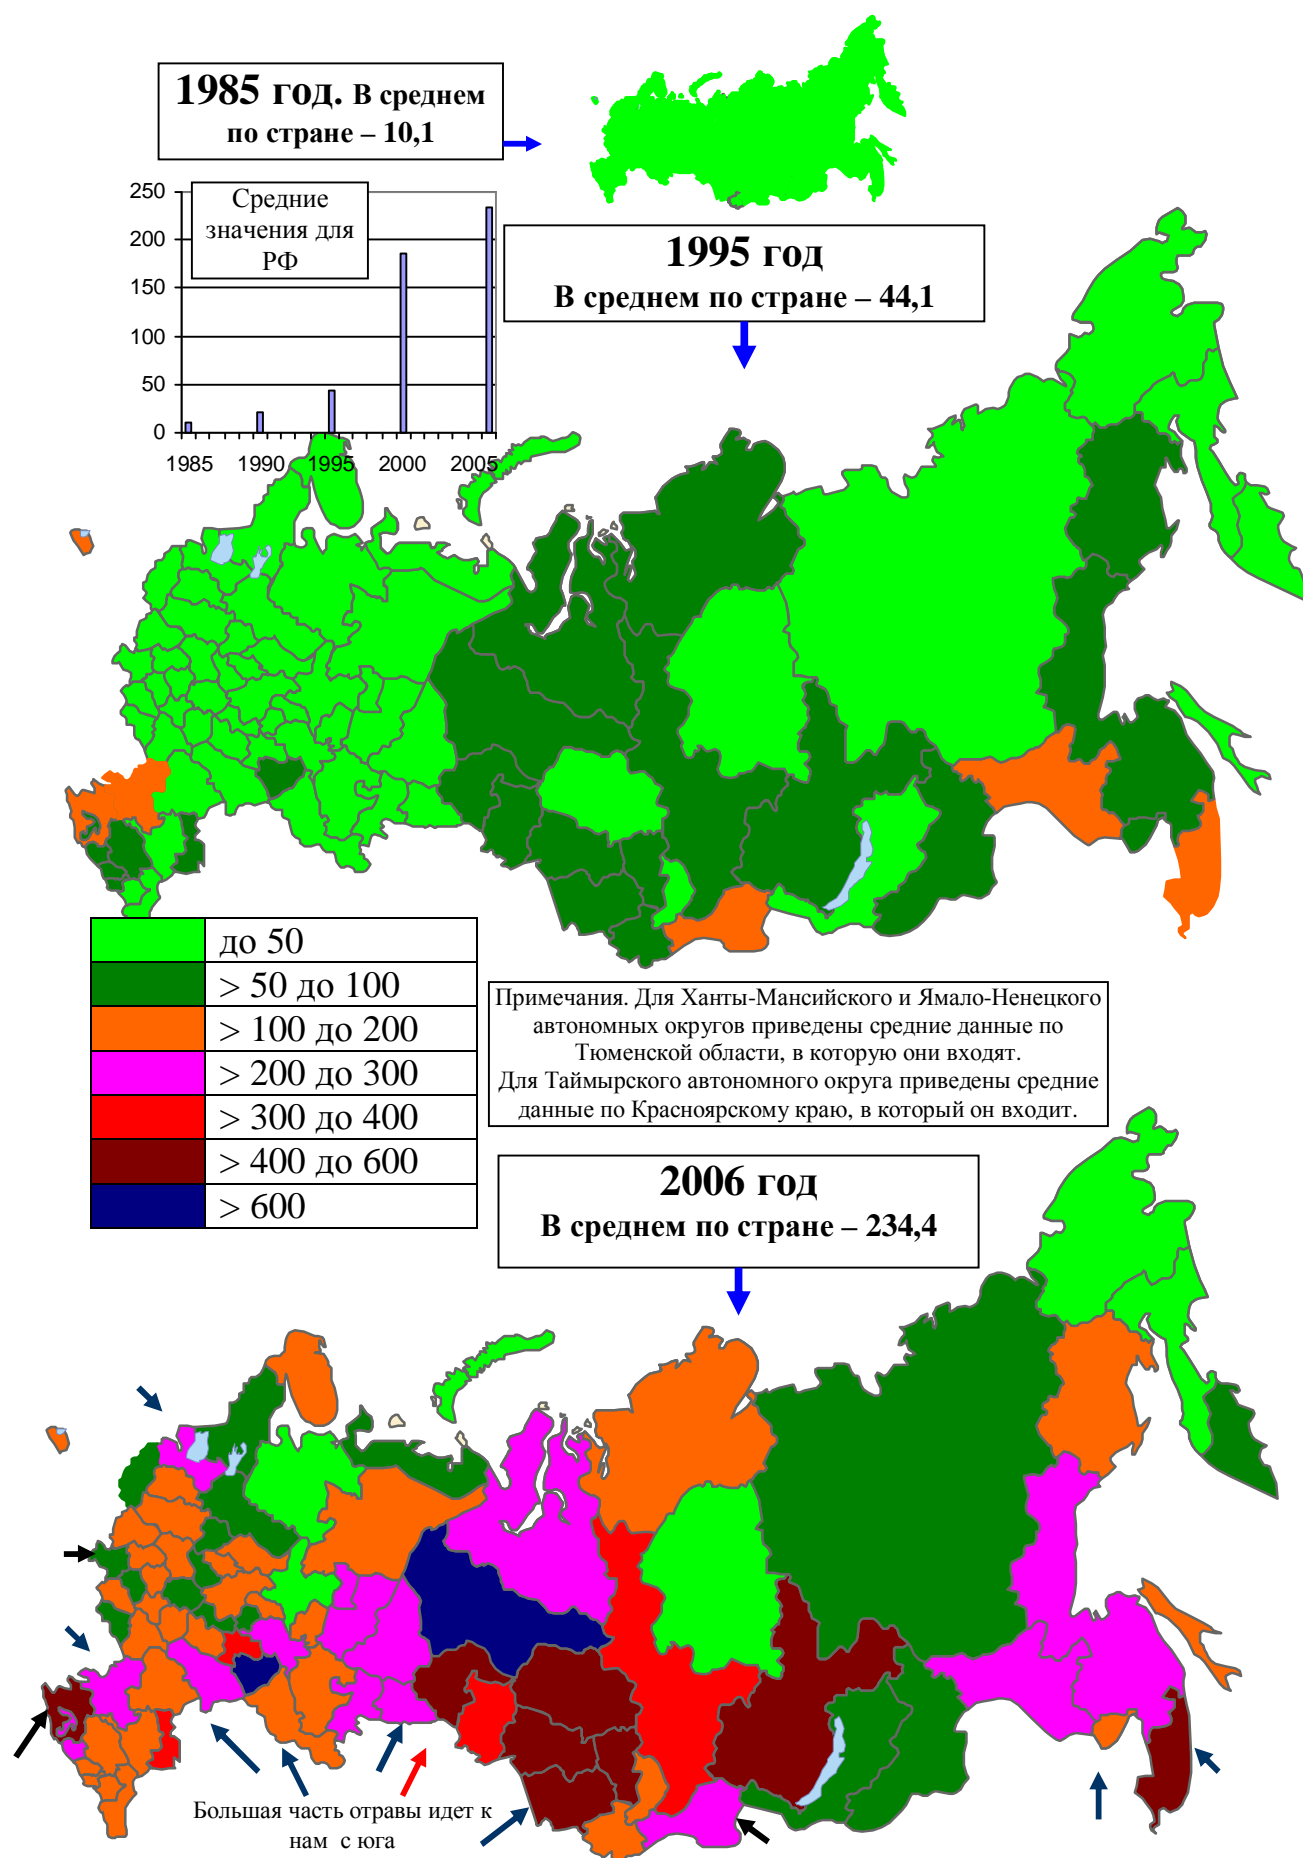 1985 год. В среднем
по стране – 10,1
250
200
150
100
50
0
Средние
значения для
РФ
1985 1990 1995 2000 2005
1995 год
В среднем по стране – 44,1
до 50
> 50 до 100
> 100 до 200
> 200 до 300
> 300 до 400
> 400 до 600
> 600
Примечания. Для Ханты-Мансийского и Ямало-Ненецкого
автономных округов приведены средние данные по
Тюменской области, в которую они входят.
Для Таймырского автономного округа приведены средние
данные по Красноярскому краю, в который он входит.
2006 год
В среднем по стране – 234,4
Большая часть отравы идет к
нам с юга